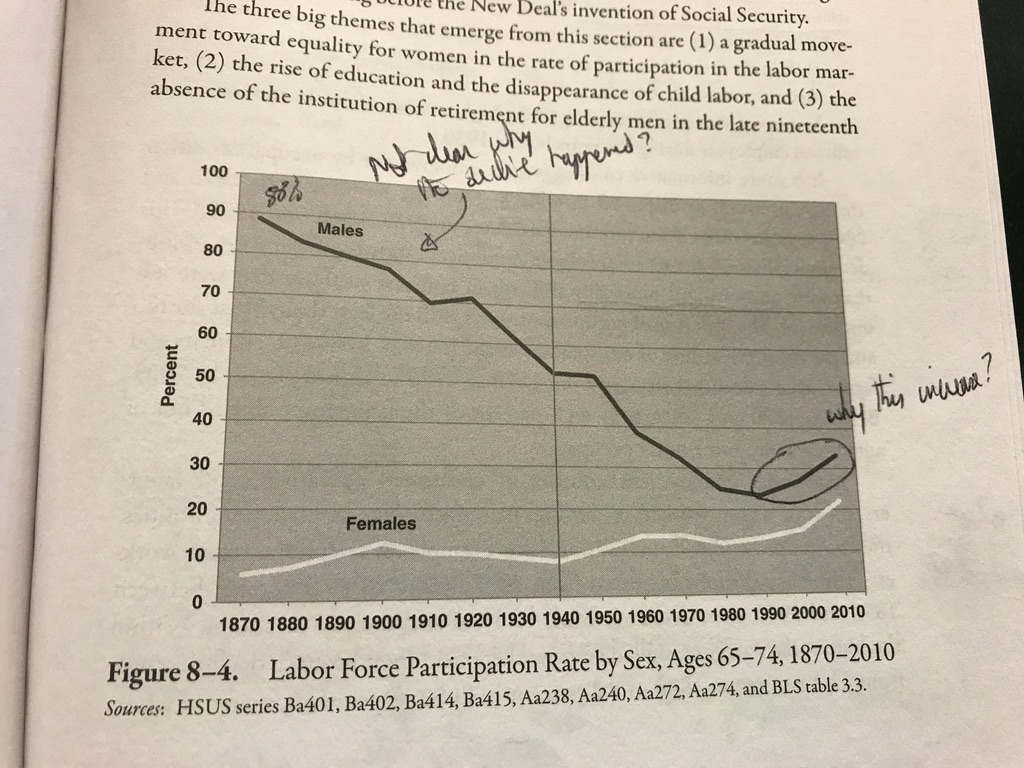 before the New Deal's invention of Social Security.
The three big themes that emerge from this section are (1) a gradual move-
ment toward equality for women in the rate of participation in the labor mar-
ket, (2) the rise of education and the disappearance of child labor, and (3) the
absence of the institution of retirement for elderly men in the late nineteenth
Not clear why
decline happened?
88%
Males
why this increase?
Females
Percent
100
90
80
70
60
50
40
30
20
10
0
1870 1880 1890 1900 1910 1920 1930 1940 1950 1960 1970 1980 1990 2000 2010
Figure 8–4. Labor Force Participation Rate by Sex, Ages 65–74, 1870–2010
Sources: HSUS series Ba401, Ba402, Ba414, Ba415, Aa238, Aa240, Aa272, Aa274, and BLS table 3.3.